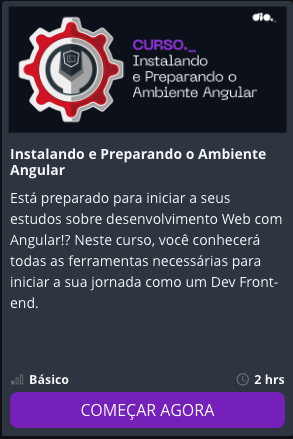 dio.
CURSO._
Instalando
e Preparando o
Ambiente Angular
Instalando e Preparando o Ambiente
Angular
Está preparado para iniciar a seus
estudos sobre desenvolvimento Web com
Angular!? Neste curso, você conhecerá
todas as ferramentas necessárias para
iniciar a sua jornada como um Dev Front-
end.
Básico 2 hrs
COMEÇAR AGORA